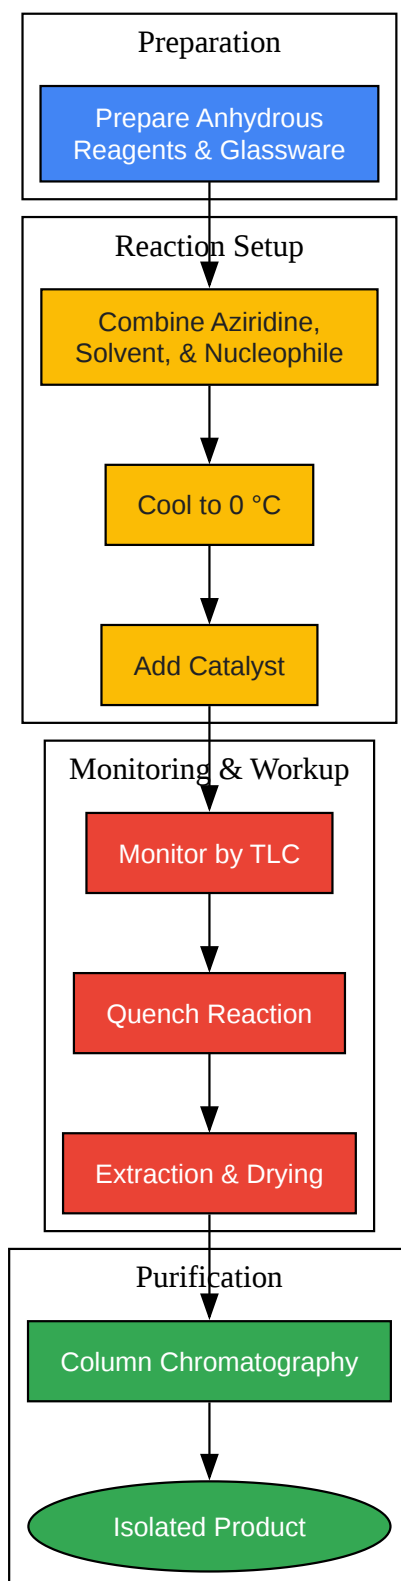 Preparation
Prepare Anhydrous
Reagents & Glassware
Reaction Setup
Combine Aziridine,
Solvent, & Nucleophile
Cool to 0 °C
Add Catalyst
Monitoring & Workup
Monitor by TLC
Quench Reaction
Extraction & Drying
Purification
Column Chromatography
Isolated Product